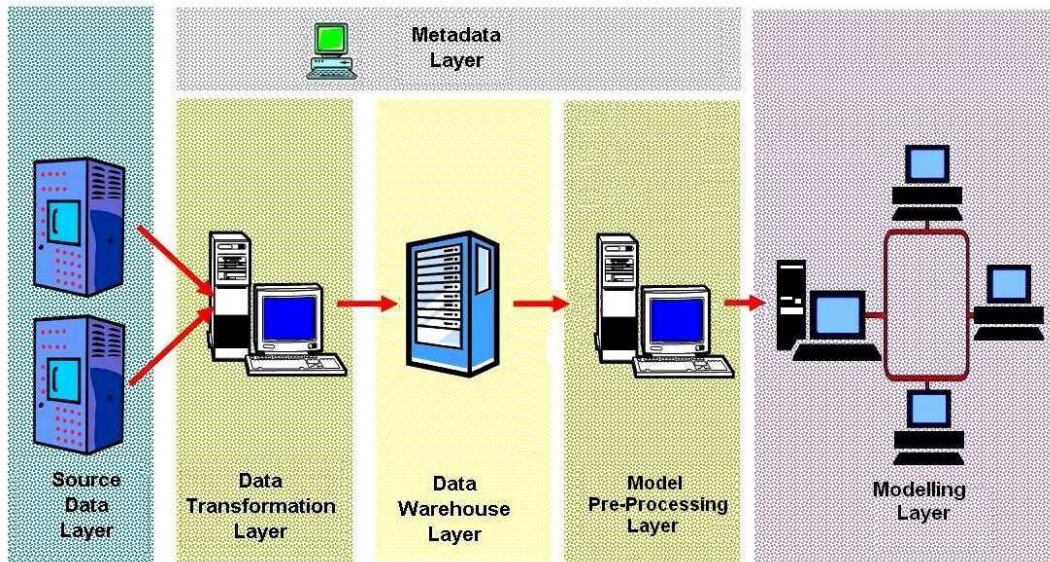 Metadata
Layer
Source
Data
Layer
Data
Transformation
Layer
Data
Warehouse
Layer
Model
Pre-Processing
Layer
Modelling
Layer